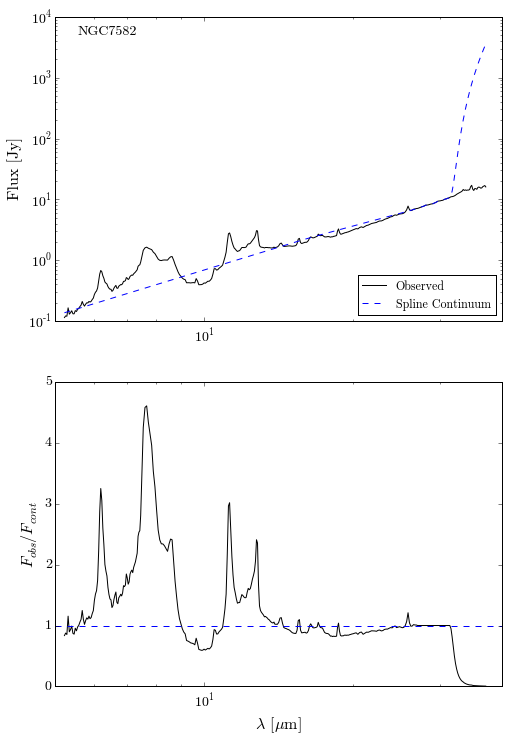 10^4
NGC7582
10^3
10^2
Flux [Jy]
10^1
10^0
Observed
Spline Continuum
10^-1
10^1
5
4
3
F_obs/F_cont
2
1
0
10^1
λ [μm]